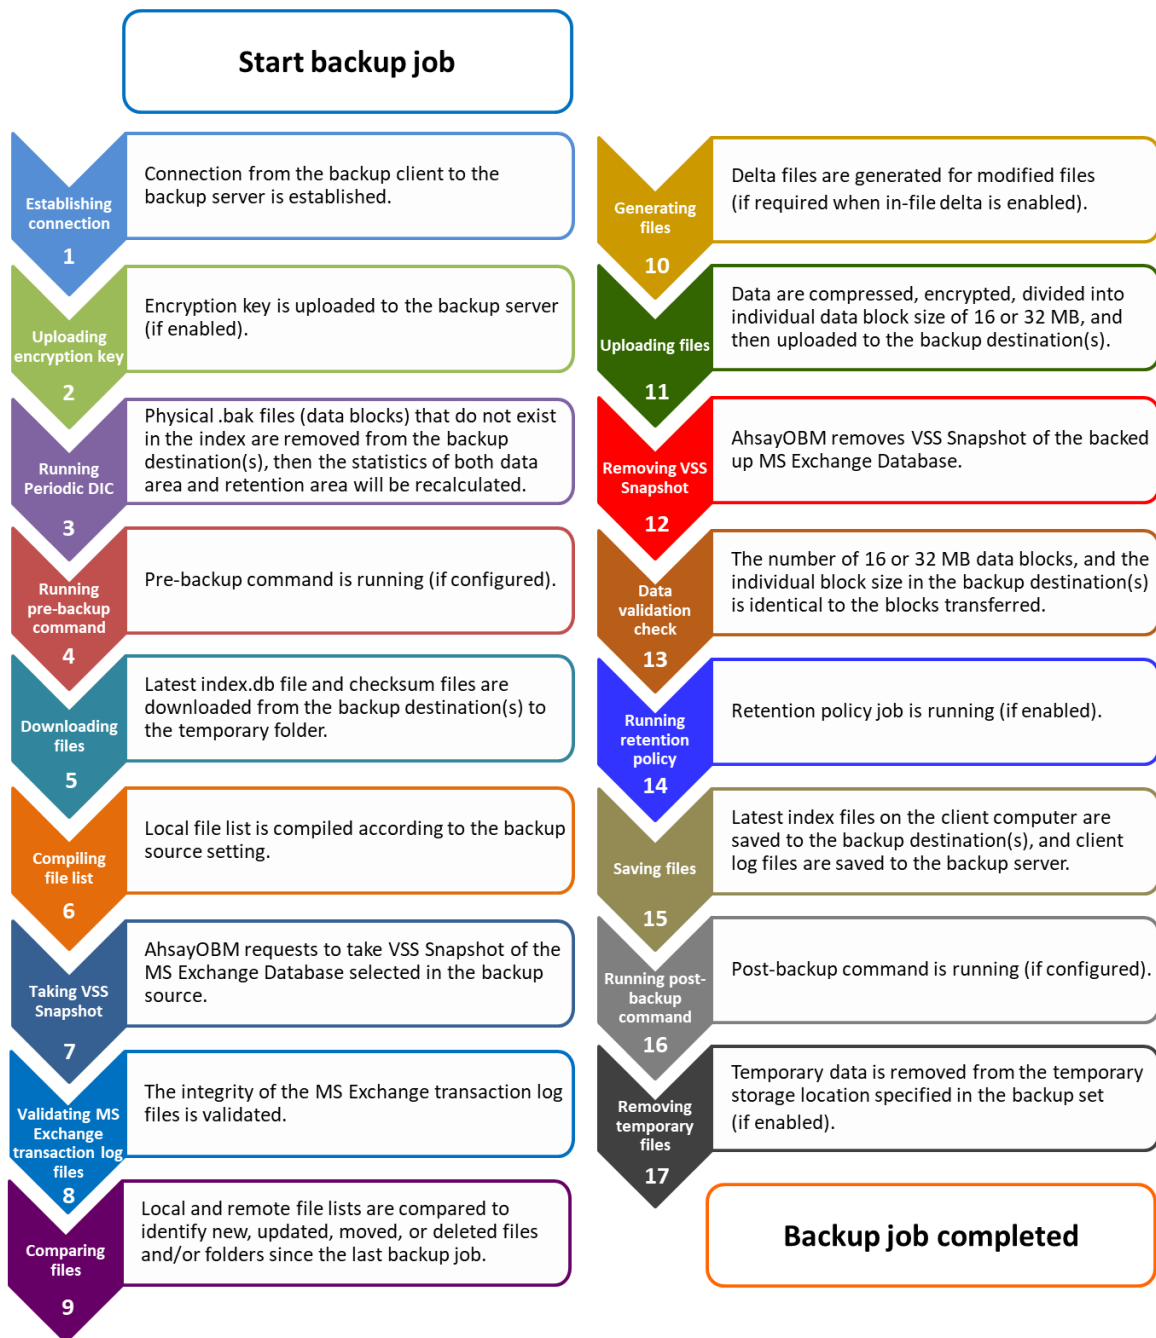 Start backup job
Establishing
connection
1
Connection from the backup client to the
backup server is established.
Uploading
encryption key
2
Encryption key is uploaded to the backup server
(if enabled).
Running
Periodic DIC
3
Physical .bak files (data blocks) that do not exist
in the index are removed from the backup
destination(s), then the statistics of both data
area and retention area will be recalculated.
Running
pre-backup
command
4
Pre-backup command is running (if configured).
Downloading
files
5
Latest index.db file and checksum files are
downloaded from the backup destination(s) to
the temporary folder.
Compiling
file list
6
Local file list is compiled according to the backup
source setting.
Taking VSS
Snapshot
7
AhsayOBM requests to take VSS Snapshot of the
MS Exchange Database selected in the backup
source.
Validating MS
Exchange
transaction log
files
8
The integrity of the MS Exchange transaction log
files is validated.
Comparing
files
9
Local and remote file lists are compared to
identify new, updated, moved, or deleted files
and/or folders since the last backup job.
Generating
files
10
Delta files are generated for modified files
(if required when in-file delta is enabled).
Uploading files
11
Data are compressed, encrypted, divided into
individual data block size of 16 or 32 MB, and
then uploaded to the backup destination(s).
Removing VSS
Snapshot
12
AhsayOBM removes VSS Snapshot of the backed
up MS Exchange Database.
Data
validation
check
13
The number of 16 or 32 MB data blocks, and the
individual block size in the backup destination(s)
is identical to the blocks transferred.
Running
retention
policy
14
Retention policy job is running (if enabled).
Saving files
15
Latest index files on the client computer are
saved to the backup destination(s), and client
log files are saved to the backup server.
Running post-
backup
command
16
Post-backup command is running (if configured).
Removing
temporary
files
17
Temporary data is removed from the temporary
storage location specified in the backup set
(if enabled).
Backup job completed